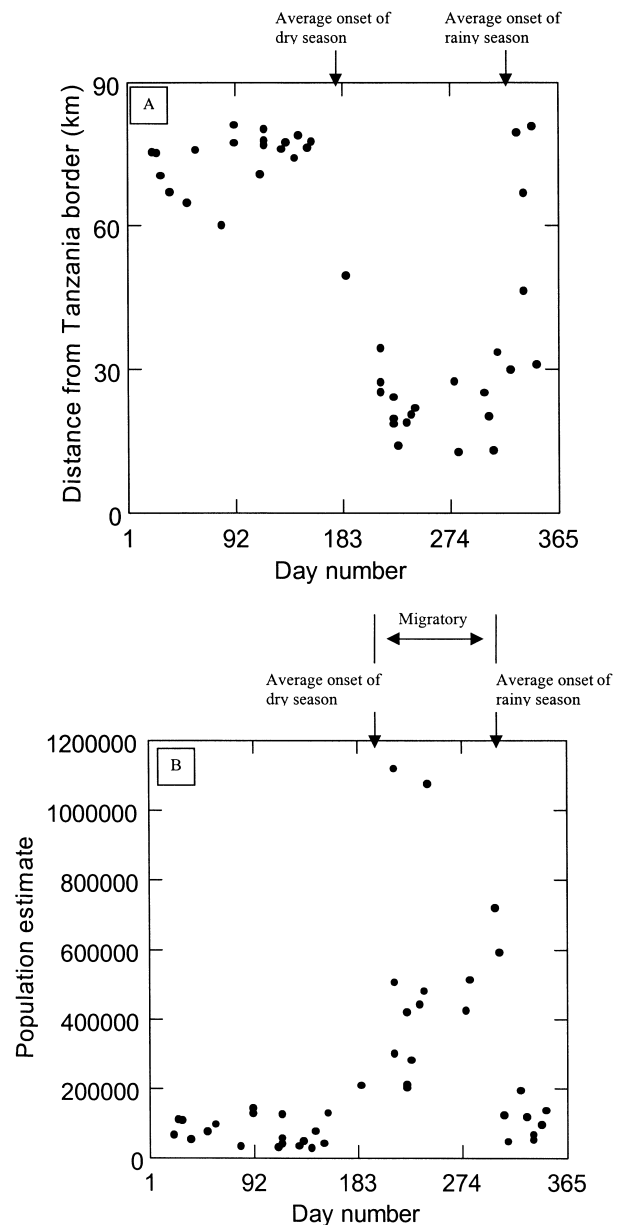 Average onset of
dry season
Average onset of
rainy season
A
Distance from Tanzania border (km)
90
60
30
0
1 92 183 274 365
Day number
Migratory
Average onset of
dry season
Average onset of
rainy season
B
Population estimate
1200000
1000000
800000
600000
400000
200000
0
1 92 183 274 365
Day number